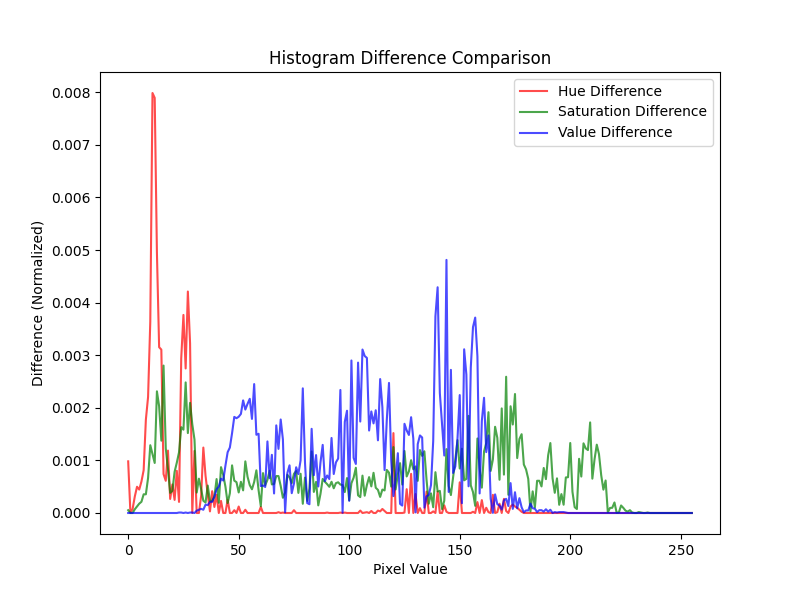 Histogram Difference Comparison
Hue Difference
Saturation Difference
Value Difference
Difference (Normalized)
0.008
0.007
0.006
0.005
0.004
0.003
0.002
0.001
0.000
0 50 100 150 200 250
Pixel Value